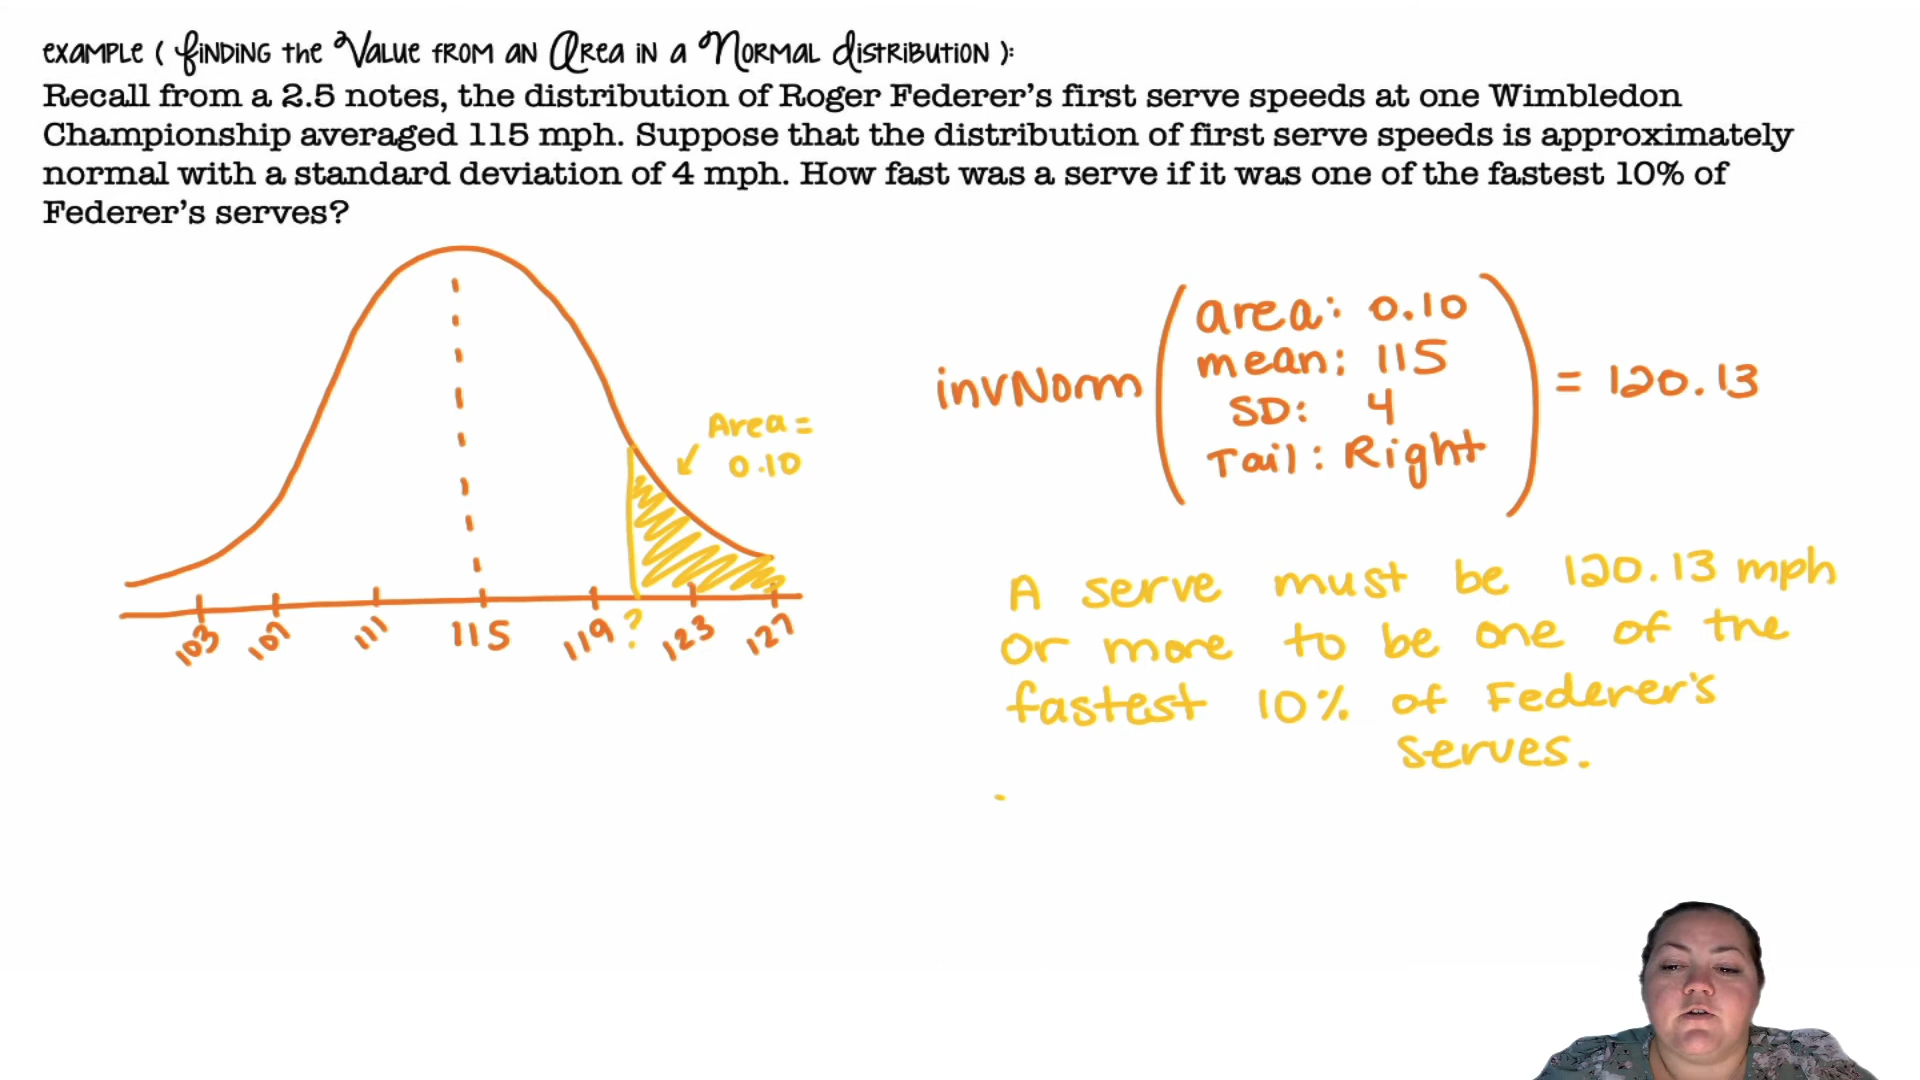 example ( Finding the Value from an Area in a Normal Distribution ):
Recall from a 2.5 notes, the distribution of Roger Federer's first serve speeds at one Wimbledon
Championship averaged 115 mph. Suppose that the distribution of first serve speeds is approximately
normal with a standard deviation of 4 mph. How fast was a serve if it was one of the fastest 10% of
Federer's serves?
Area =
0.10
103 107 111 115 119 ? 123 127
invNorm ( area: 0.10
mean: 115
SD: 4
Tail: Right ) = 120.13
A serve must be 120.13 mph
or more to be one of the
fastest 10% of Federer's
serves.